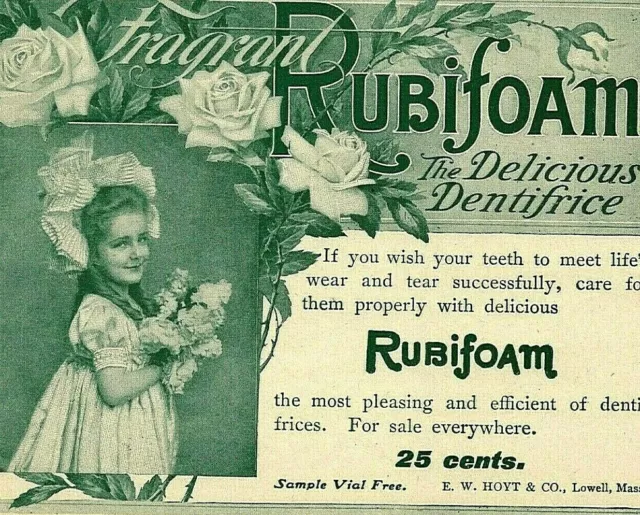 Fragrant
RUBifOAM
The Delicious
Dentifrice
If you wish your teeth to meet life'
wear and tear successfully, care fo
them properly with delicious
RUBifOAM
the most pleasing and efficient of denti
frices. For sale everywhere.
25 cents.
Sample Vial Free. E. W. HOYT & CO., Lowell, Mass